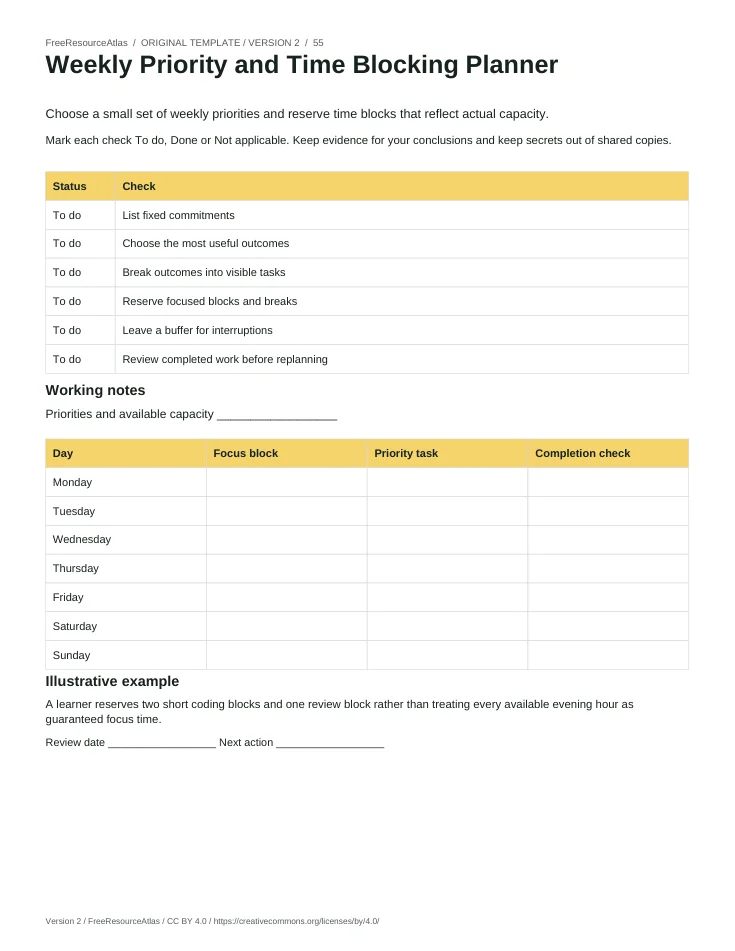 FreeResourceAtlas / ORIGINAL TEMPLATE / VERSION 2 / 55
Weekly Priority and Time Blocking Planner
Choose a small set of weekly priorities and reserve time blocks that reflect actual capacity.
Mark each check To do, Done or Not applicable. Keep evidence for your conclusions and keep secrets out of shared copies.
Status Check
To do List fixed commitments
To do Choose the most useful outcomes
To do Break outcomes into visible tasks
To do Reserve focused blocks and breaks
To do Leave a buffer for interruptions
To do Review completed work before replanning
Working notes
Priorities and available capacity __________________
Day Focus block Priority task Completion check
Monday
Tuesday
Wednesday
Thursday
Friday
Saturday
Sunday
Illustrative example
A learner reserves two short coding blocks and one review block rather than treating every available evening hour as
guaranteed focus time.
Review date __________________ Next action __________________
Version 2 / FreeResourceAtlas / CC BY 4.0 / https://creativecommons.org/licenses/by/4.0/